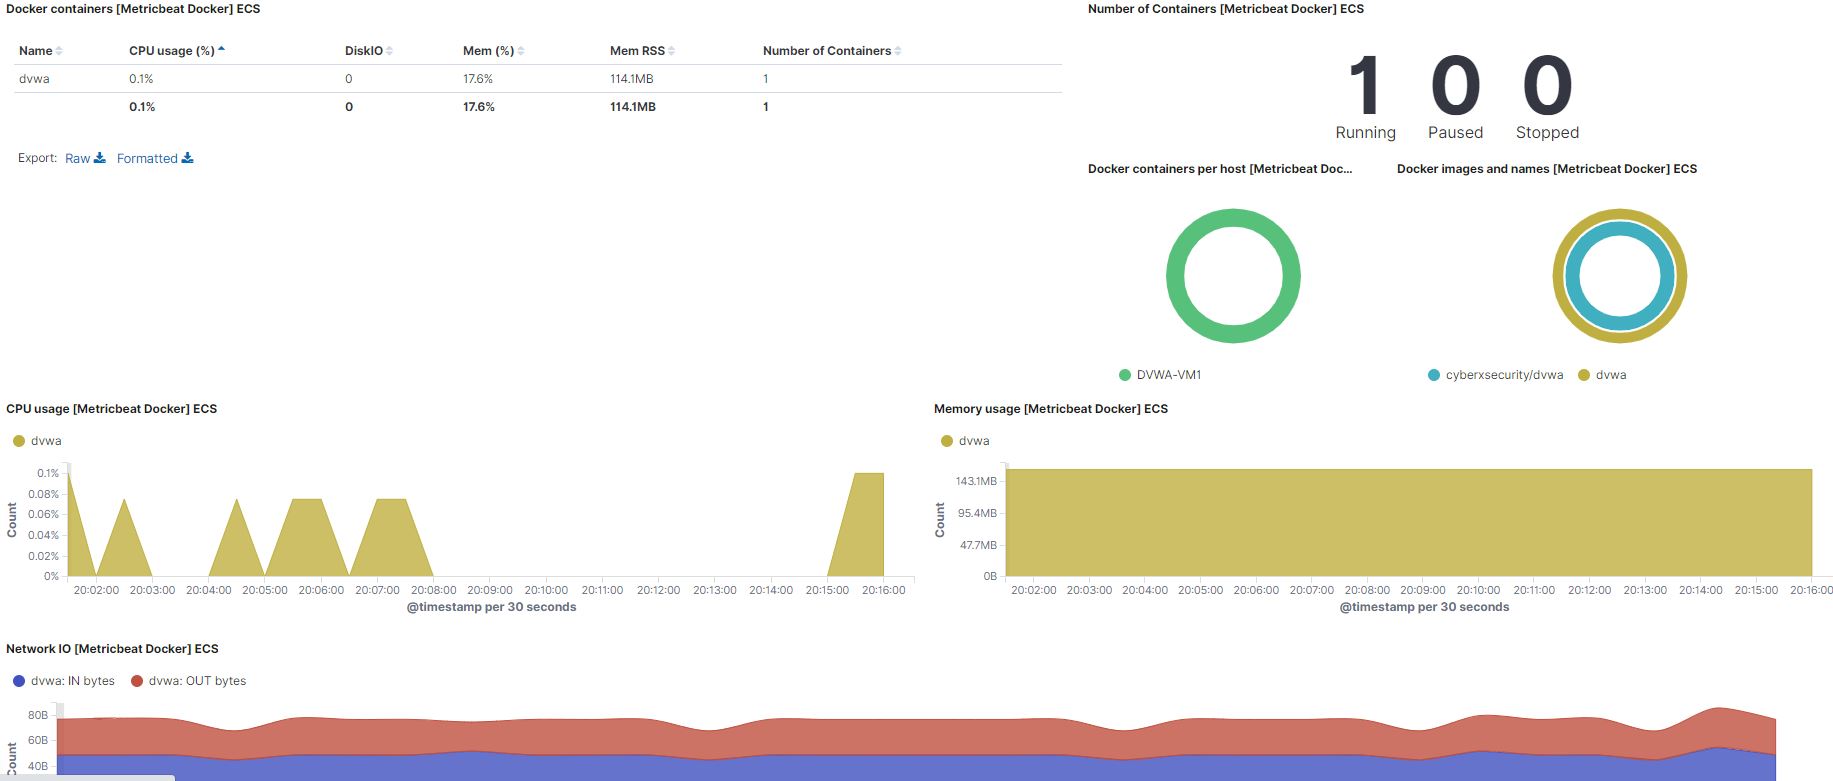 Docker containers [Metricbeat Docker] ECS
Name CPU usage (%) DiskIO Mem (%) Mem RSS Number of Containers
dvwa 0.1% 0 17.6% 114.1MB 1
0.1% 0 17.6% 114.1MB 1
Export: Raw Formatted
Number of Containers [Metricbeat Docker] ECS
1 0 0
Running Paused Stopped
Docker containers per host [Metricbeat Doc...
DVWA-VM1
Docker images and names [Metricbeat Docker] ECS
cyberxsecurity/dvwa dvwa
CPU usage [Metricbeat Docker] ECS
dvwa
0.1%
0.08%
0.06%
0.04%
0.02%
0%
Count
20:02:00 20:03:00 20:04:00 20:05:00 20:06:00 20:07:00 20:08:00 20:09:00 20:10:00 20:11:00 20:12:00 20:13:00 20:14:00 20:15:00 20:16:00
@timestamp per 30 seconds
Memory usage [Metricbeat Docker] ECS
dvwa
143.1MB
95.4MB
47.7MB
0B
Count
20:02:00 20:03:00 20:04:00 20:05:00 20:06:00 20:07:00 20:08:00 20:09:00 20:10:00 20:11:00 20:12:00 20:13:00 20:14:00 20:15:00 20:16:00
@timestamp per 30 seconds
Network IO [Metricbeat Docker] ECS
dvwa: IN bytes dvwa: OUT bytes
80B
60B
40B
Count